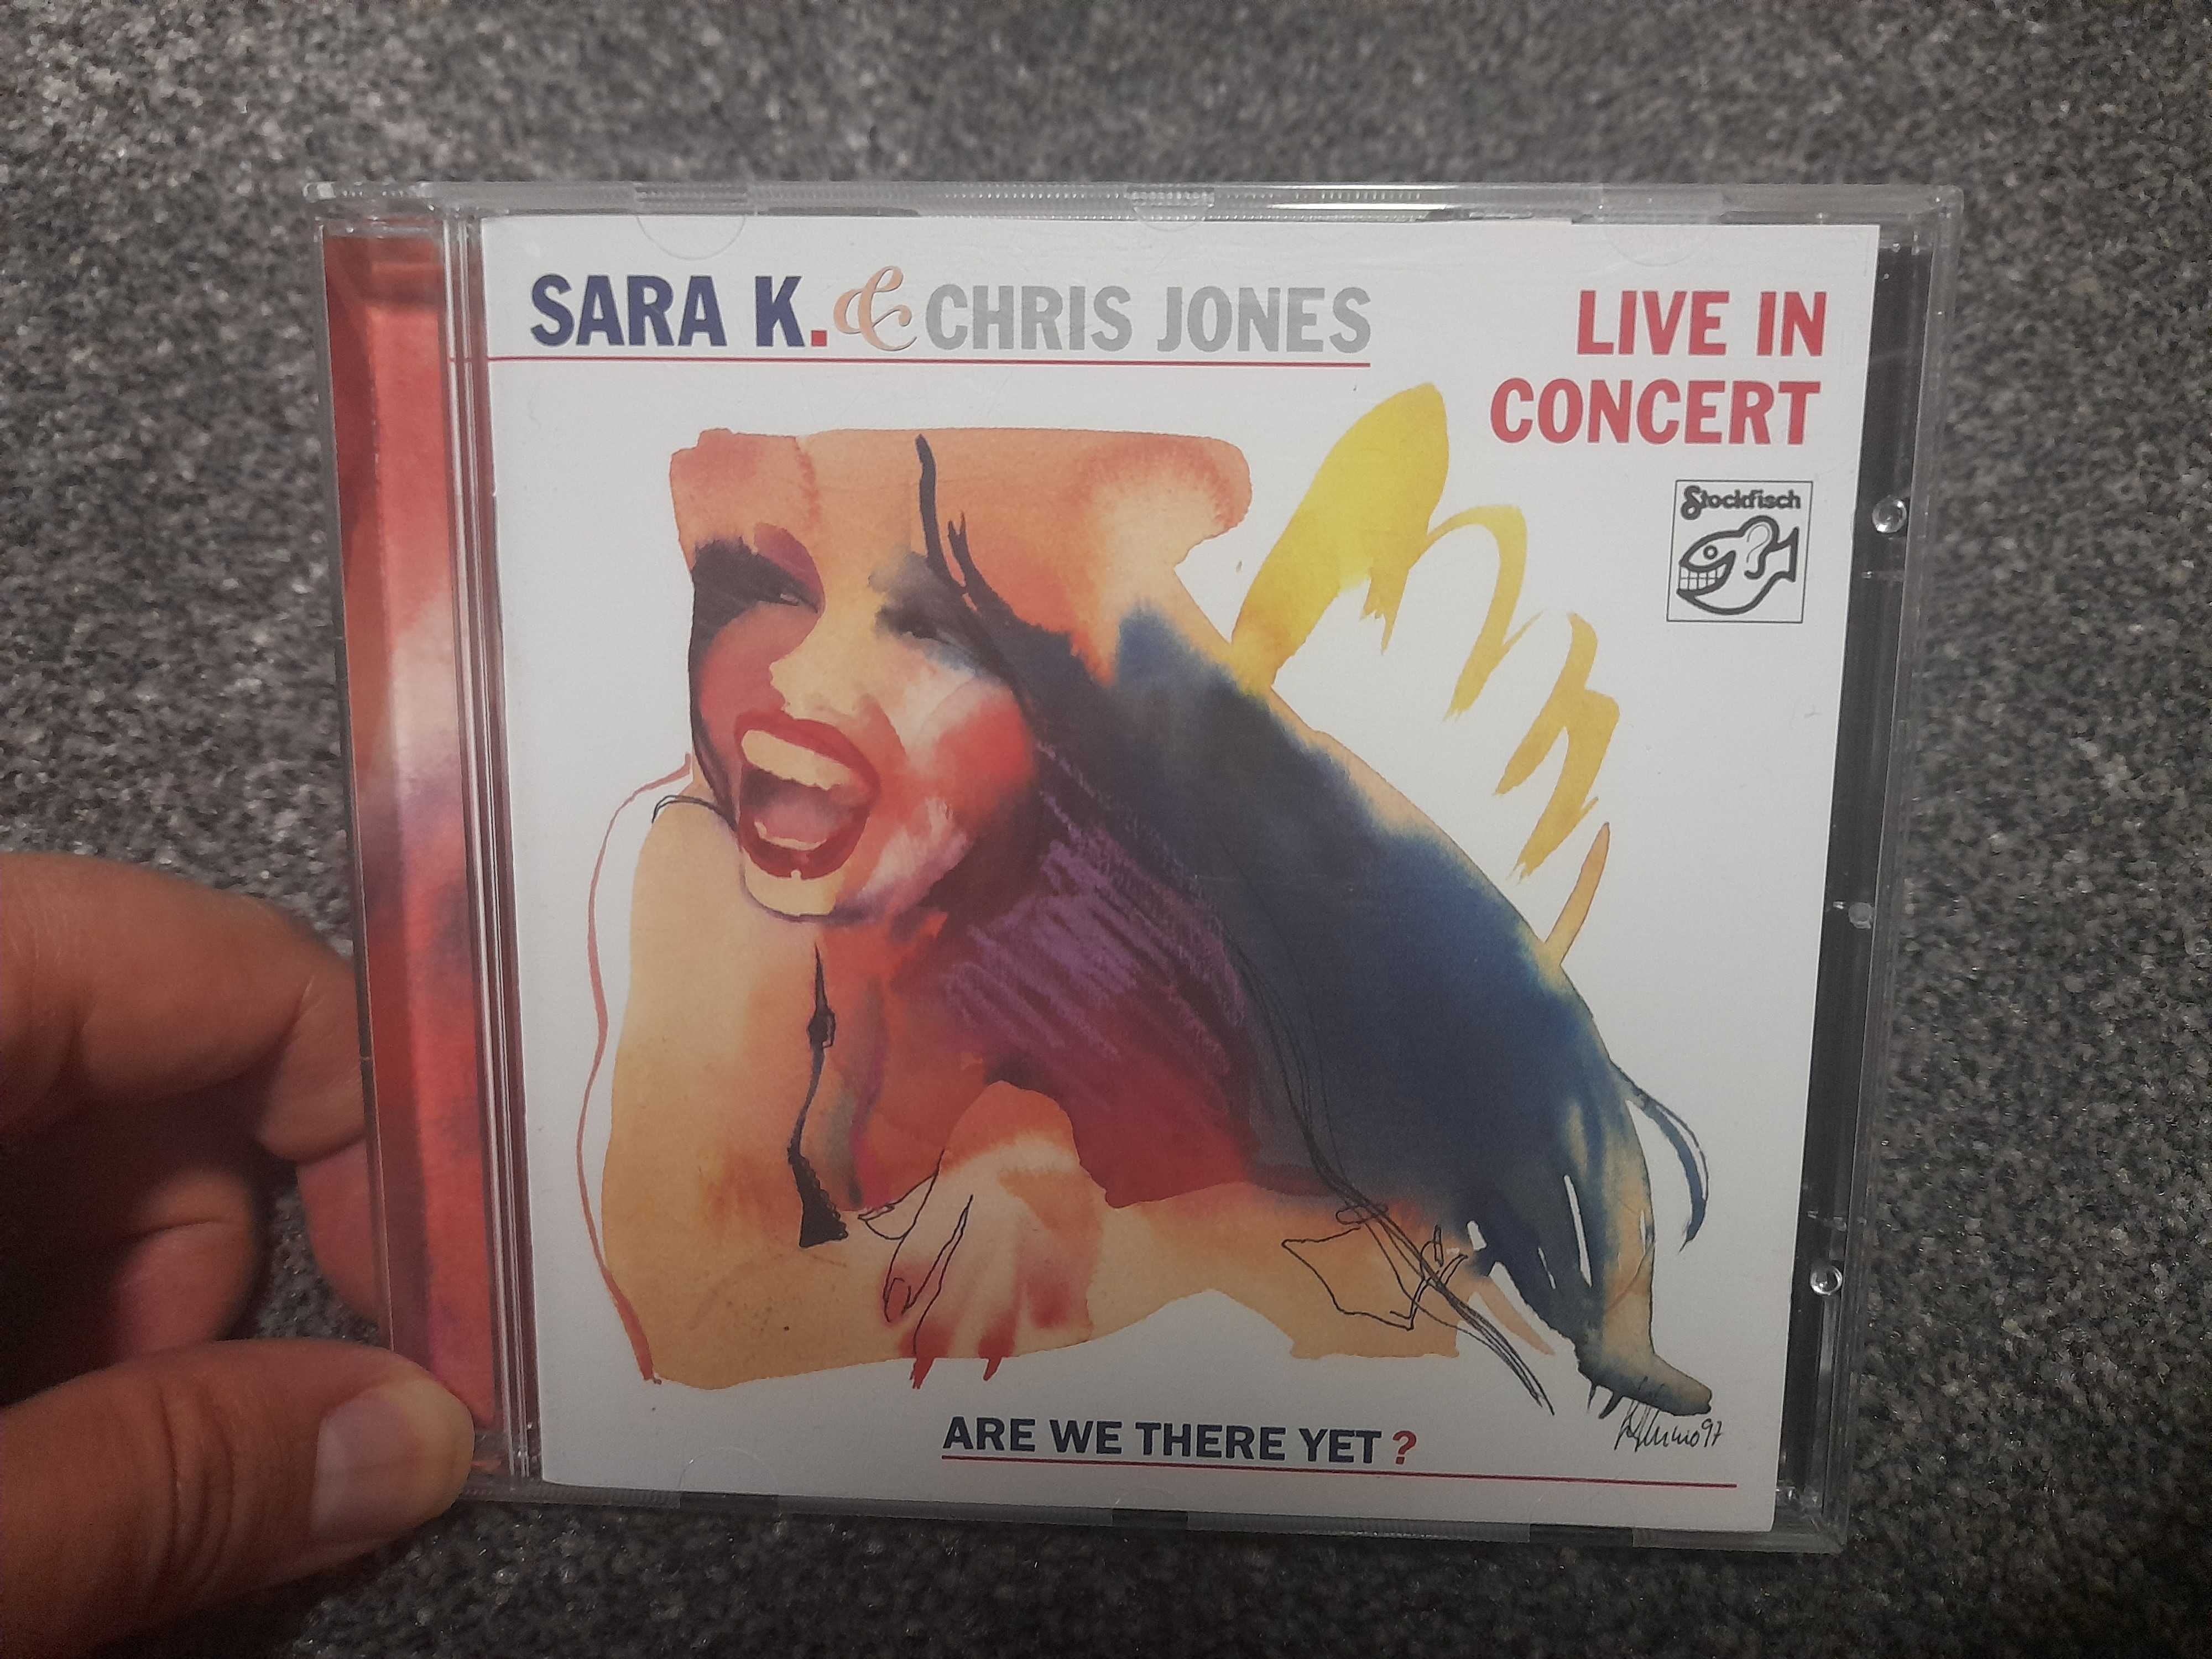 SARA K. & CHRIS JONES
LIVE IN
CONCERT
Stockfisch
ARE WE THERE YET?